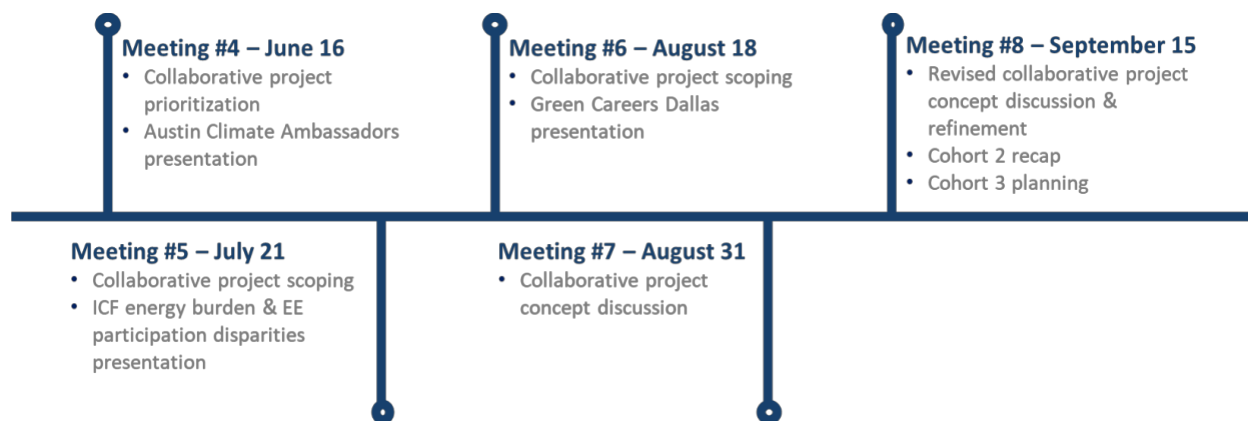 Meeting #4 – June 16
• Collaborative project
prioritization
• Austin Climate Ambassadors
presentation
Meeting #5 – July 21
• Collaborative project scoping
• ICF energy burden & EE
participation disparities
presentation
Meeting #6 – August 18
• Collaborative project scoping
• Green Careers Dallas
presentation
Meeting #7 – August 31
• Collaborative project
concept discussion
Meeting #8 – September 15
• Revised collaborative project
concept discussion &
refinement
• Cohort 2 recap
• Cohort 3 planning